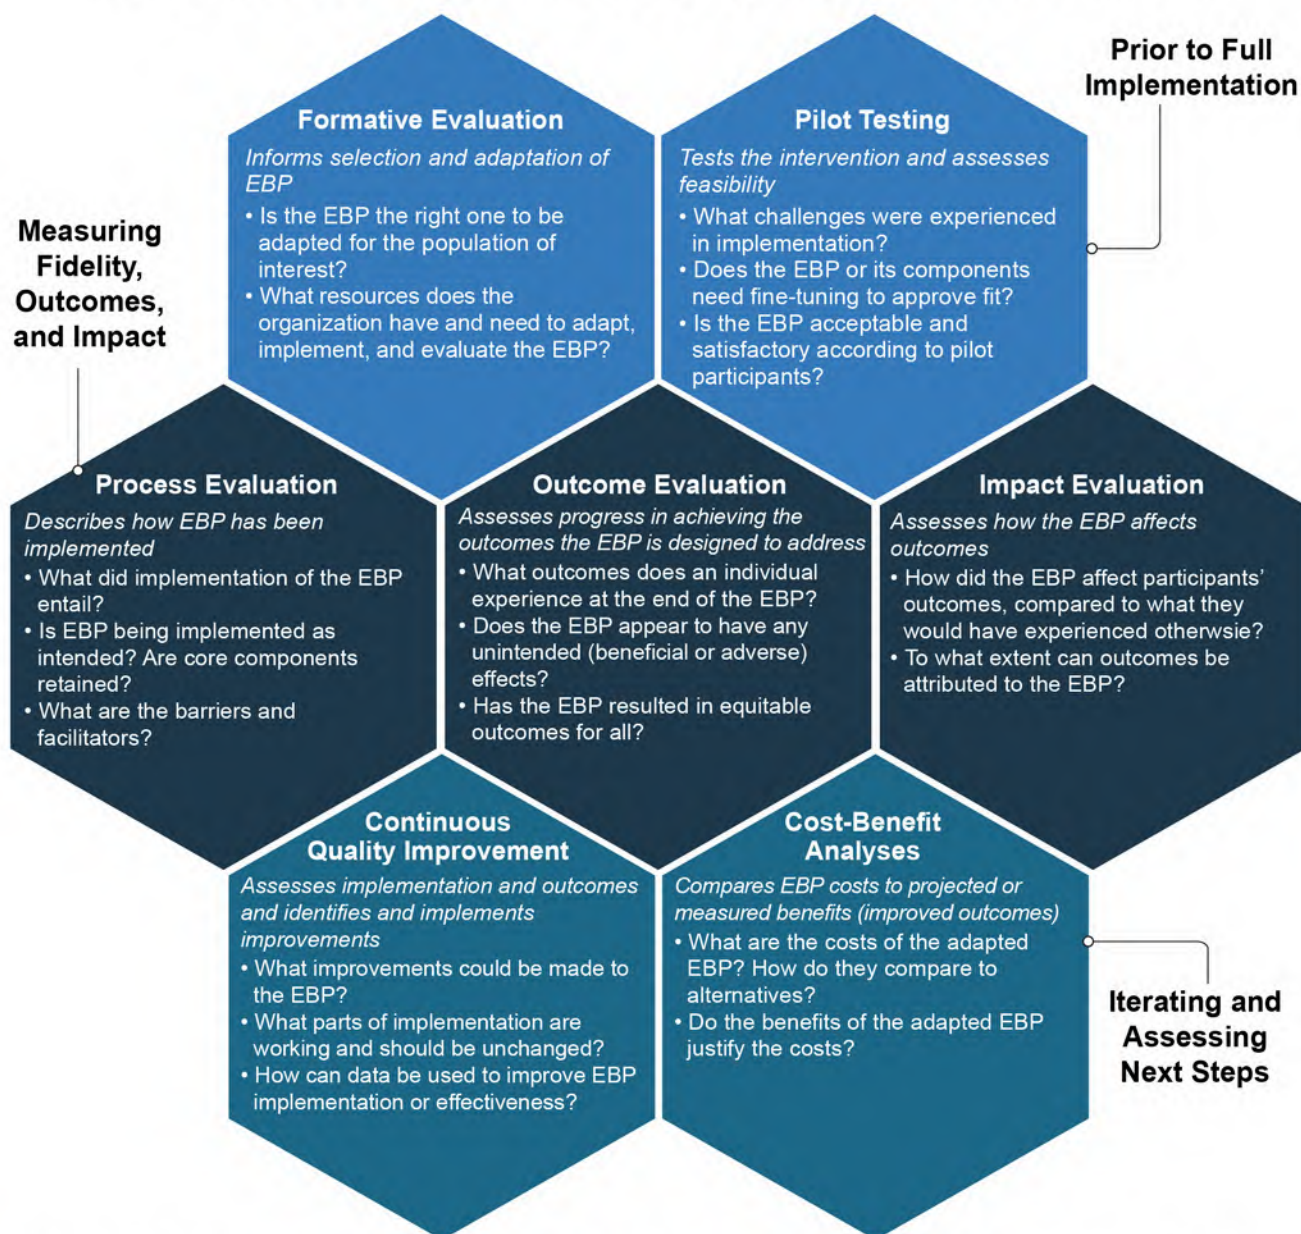 Prior to Full
Implementation
Formative Evaluation
Informs selection and adaptation of
EBP
• Is the EBP the right one to be
adapted for the population of
interest?
• What resources does the
organization have and need to adapt,
implement, and evaluate the EBP?
Pilot Testing
Tests the intervention and assesses
feasibility
• What challenges were experienced
in implementation?
• Does the EBP or its components
need fine-tuning to approve fit?
• Is the EBP acceptable and
satisfactory according to pilot
participants?
Measuring
Fidelity,
Outcomes,
and Impact
Process Evaluation
Describes how EBP has been
implemented
• What did implementation of the EBP
entail?
• Is EBP being implemented as
intended? Are core components
retained?
• What are the barriers and
facilitators?
Outcome Evaluation
Assesses progress in achieving the
outcomes the EBP is designed to address
• What outcomes does an individual
experience at the end of the EBP?
• Does the EBP appear to have any
unintended (beneficial or adverse)
effects?
• Has the EBP resulted in equitable
outcomes for all?
Impact Evaluation
Assesses how the EBP affects
outcomes
• How did the EBP affect participants’
outcomes, compared to what they
would have experienced otherwsie?
• To what extent can outcomes be
attributed to the EBP?
Continuous
Quality Improvement
Assesses implementation and outcomes
and identifies and implements
improvements
• What improvements could be made to
the EBP?
• What parts of implementation are
working and should be unchanged?
• How can data be used to improve EBP
implementation or effectiveness?
Cost-Benefit
Analyses
Compares EBP costs to projected or
measured benefits (improved outcomes)
• What are the costs of the adapted
EBP? How do they compare to
alternatives?
• Do the benefits of the adapted EBP
justify the costs?
Iterating and
Assessing
Next Steps